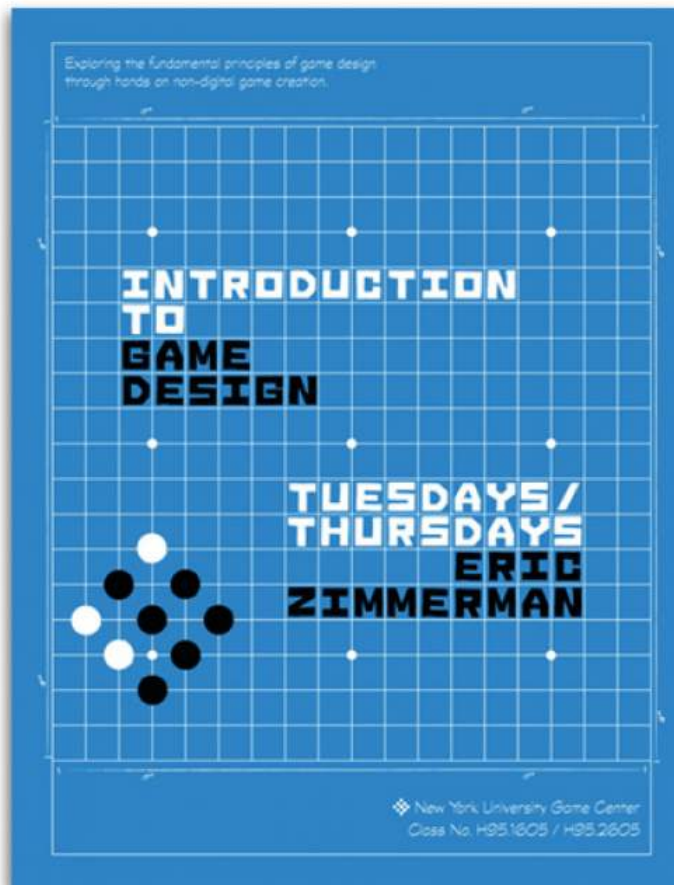 Exploring the fundamental principles of game design
through hands on non-digital game creation.
INTRODUCTION
TO
GAME
DESIGN
TUESDAYS/
THURSDAYS
ERIC
ZIMMERMAN
New York University Game Center
Class No. H95.1605 / H95.2605